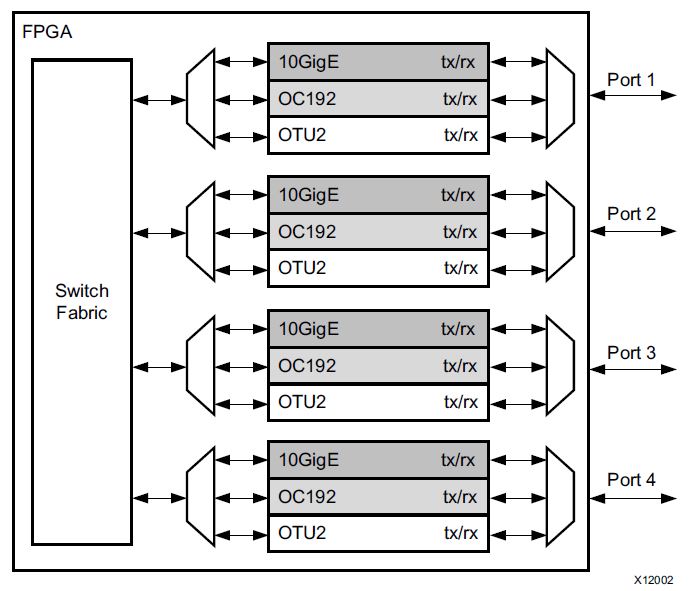 FPGA
10GigE tx/rx
OC192 tx/rx
OTU2 tx/rx
Port 1
10GigE tx/rx
OC192 tx/rx
OTU2 tx/rx
Port 2
Switch
Fabric
10GigE tx/rx
OC192 tx/rx
OTU2 tx/rx
Port 3
10GigE tx/rx
OC192 tx/rx
OTU2 tx/rx
Port 4
X12002